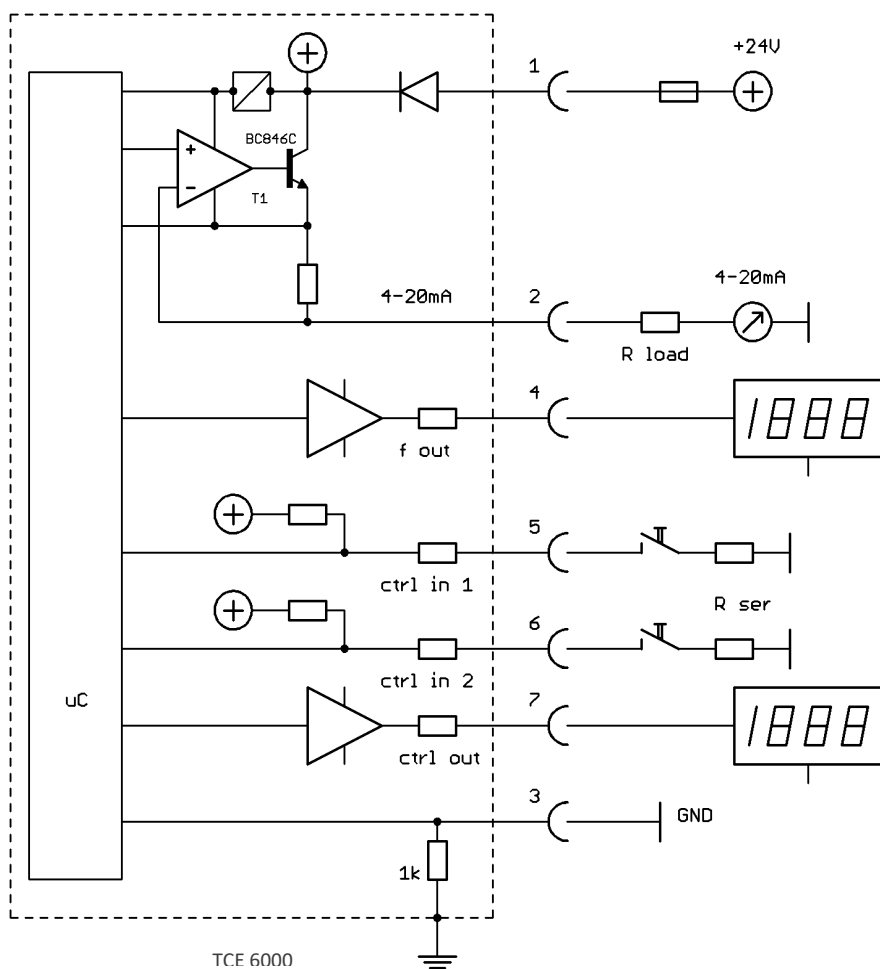 +24V
1
BC846C
+
-
T1
4-20mA
2
4-20mA
R load
4
1888
f out
5
ctrl in 1
R ser
6
ctrl in 2
uC
7
1888
ctrl out
3
GND
1k
TCE 6000